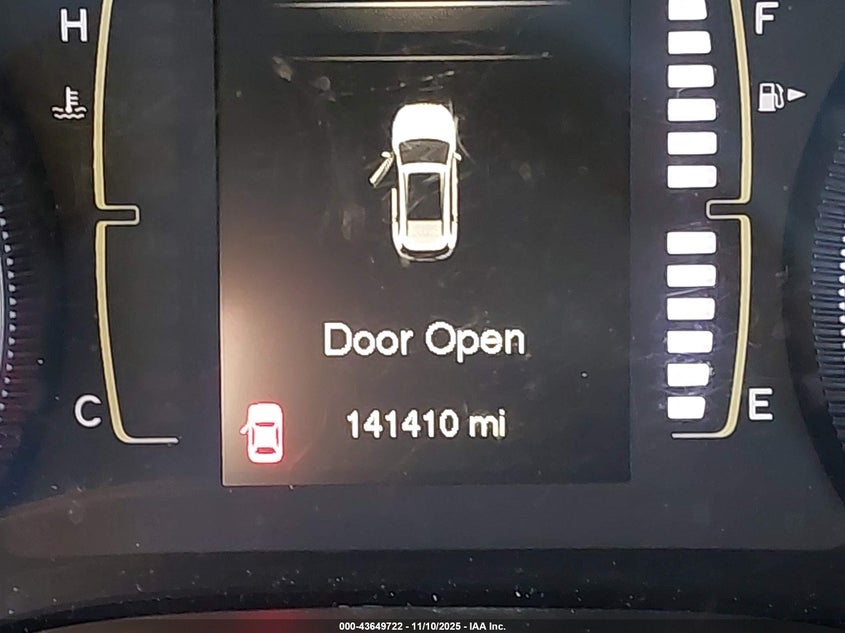 H F
Door Open
C E
141410 mi
000-43649722 - 11/10/2025 - IAA Inc.